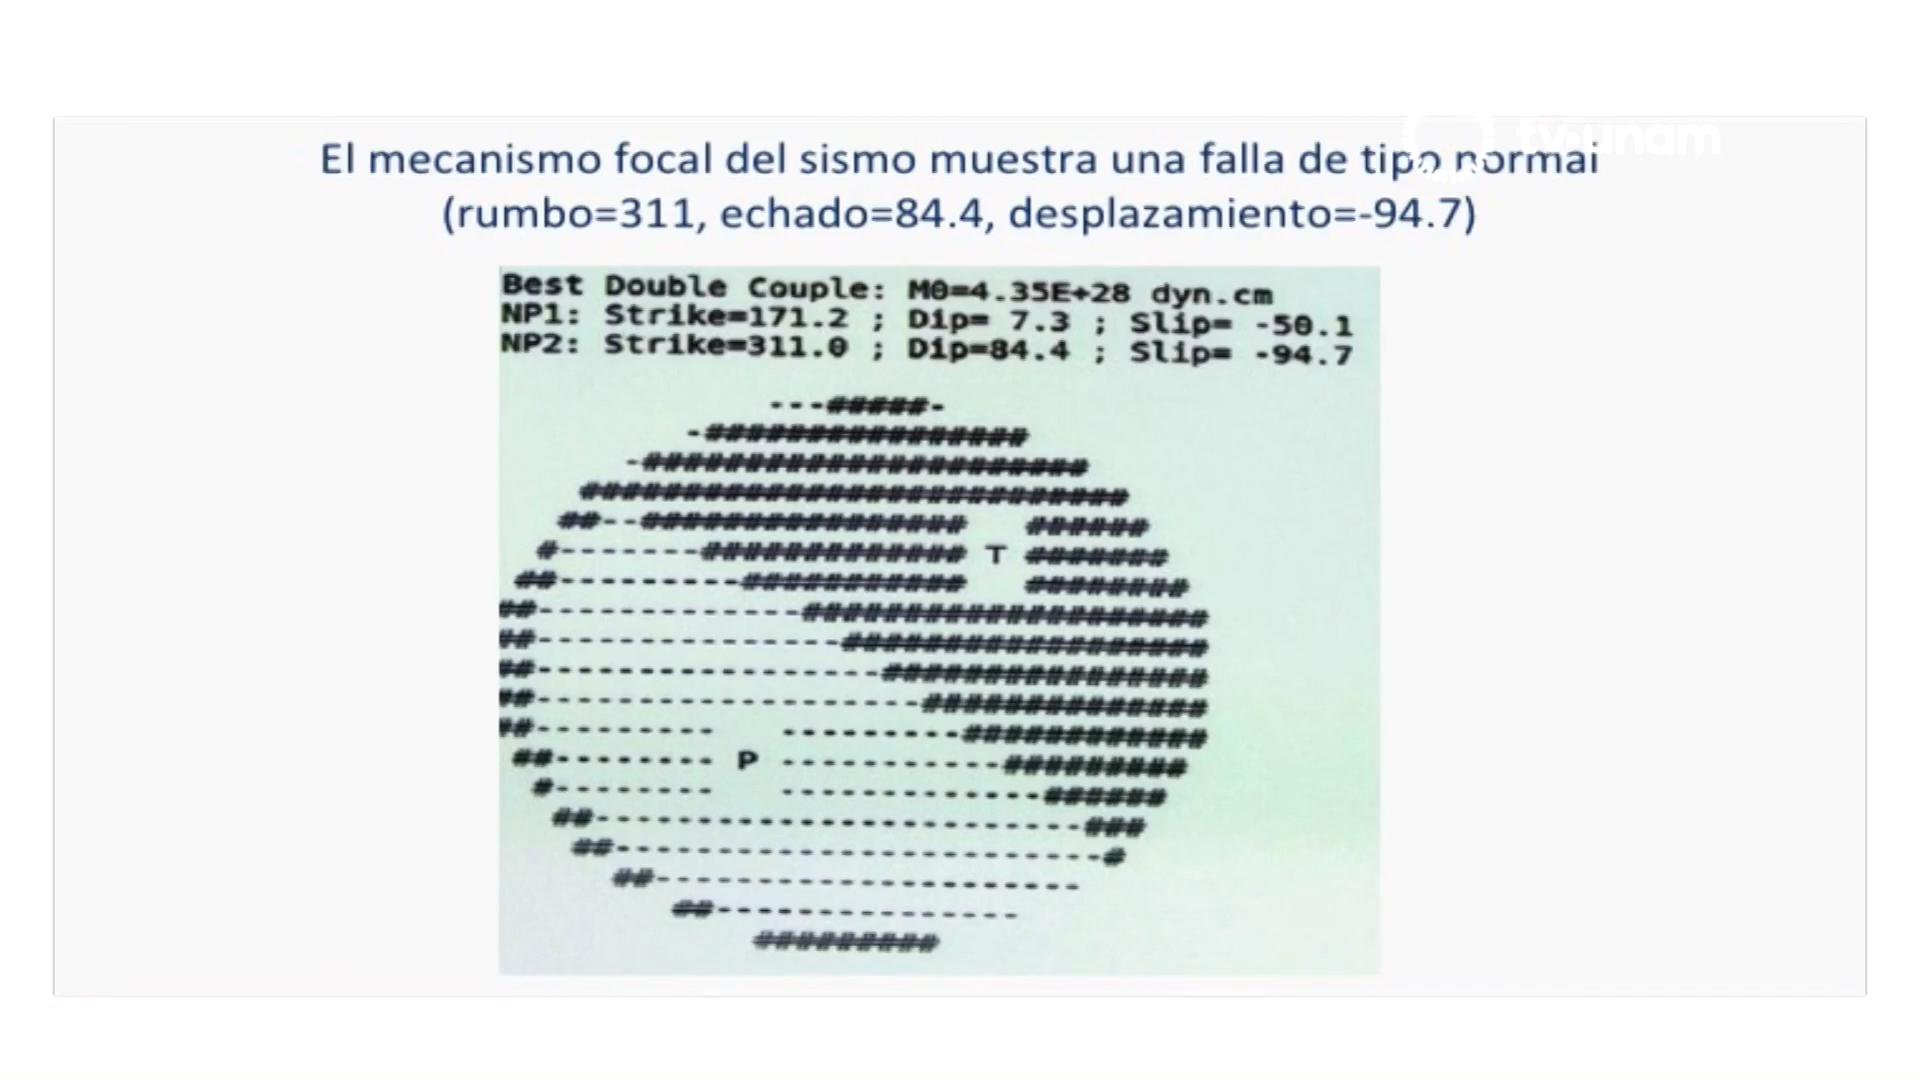 tv·unam
El mecanismo focal del sismo muestra una falla de tipo normal
(rumbo=311, echado=84.4, desplazamiento=-94.7)
Best Double Couple: M0=4.35E+28 dyn.cm
NP1: Strike=171.2 ; Dip= 7.3 ; Slip= -50.1
NP2: Strike=311.0 ; Dip=84.4 ; Slip= -94.7
T
P